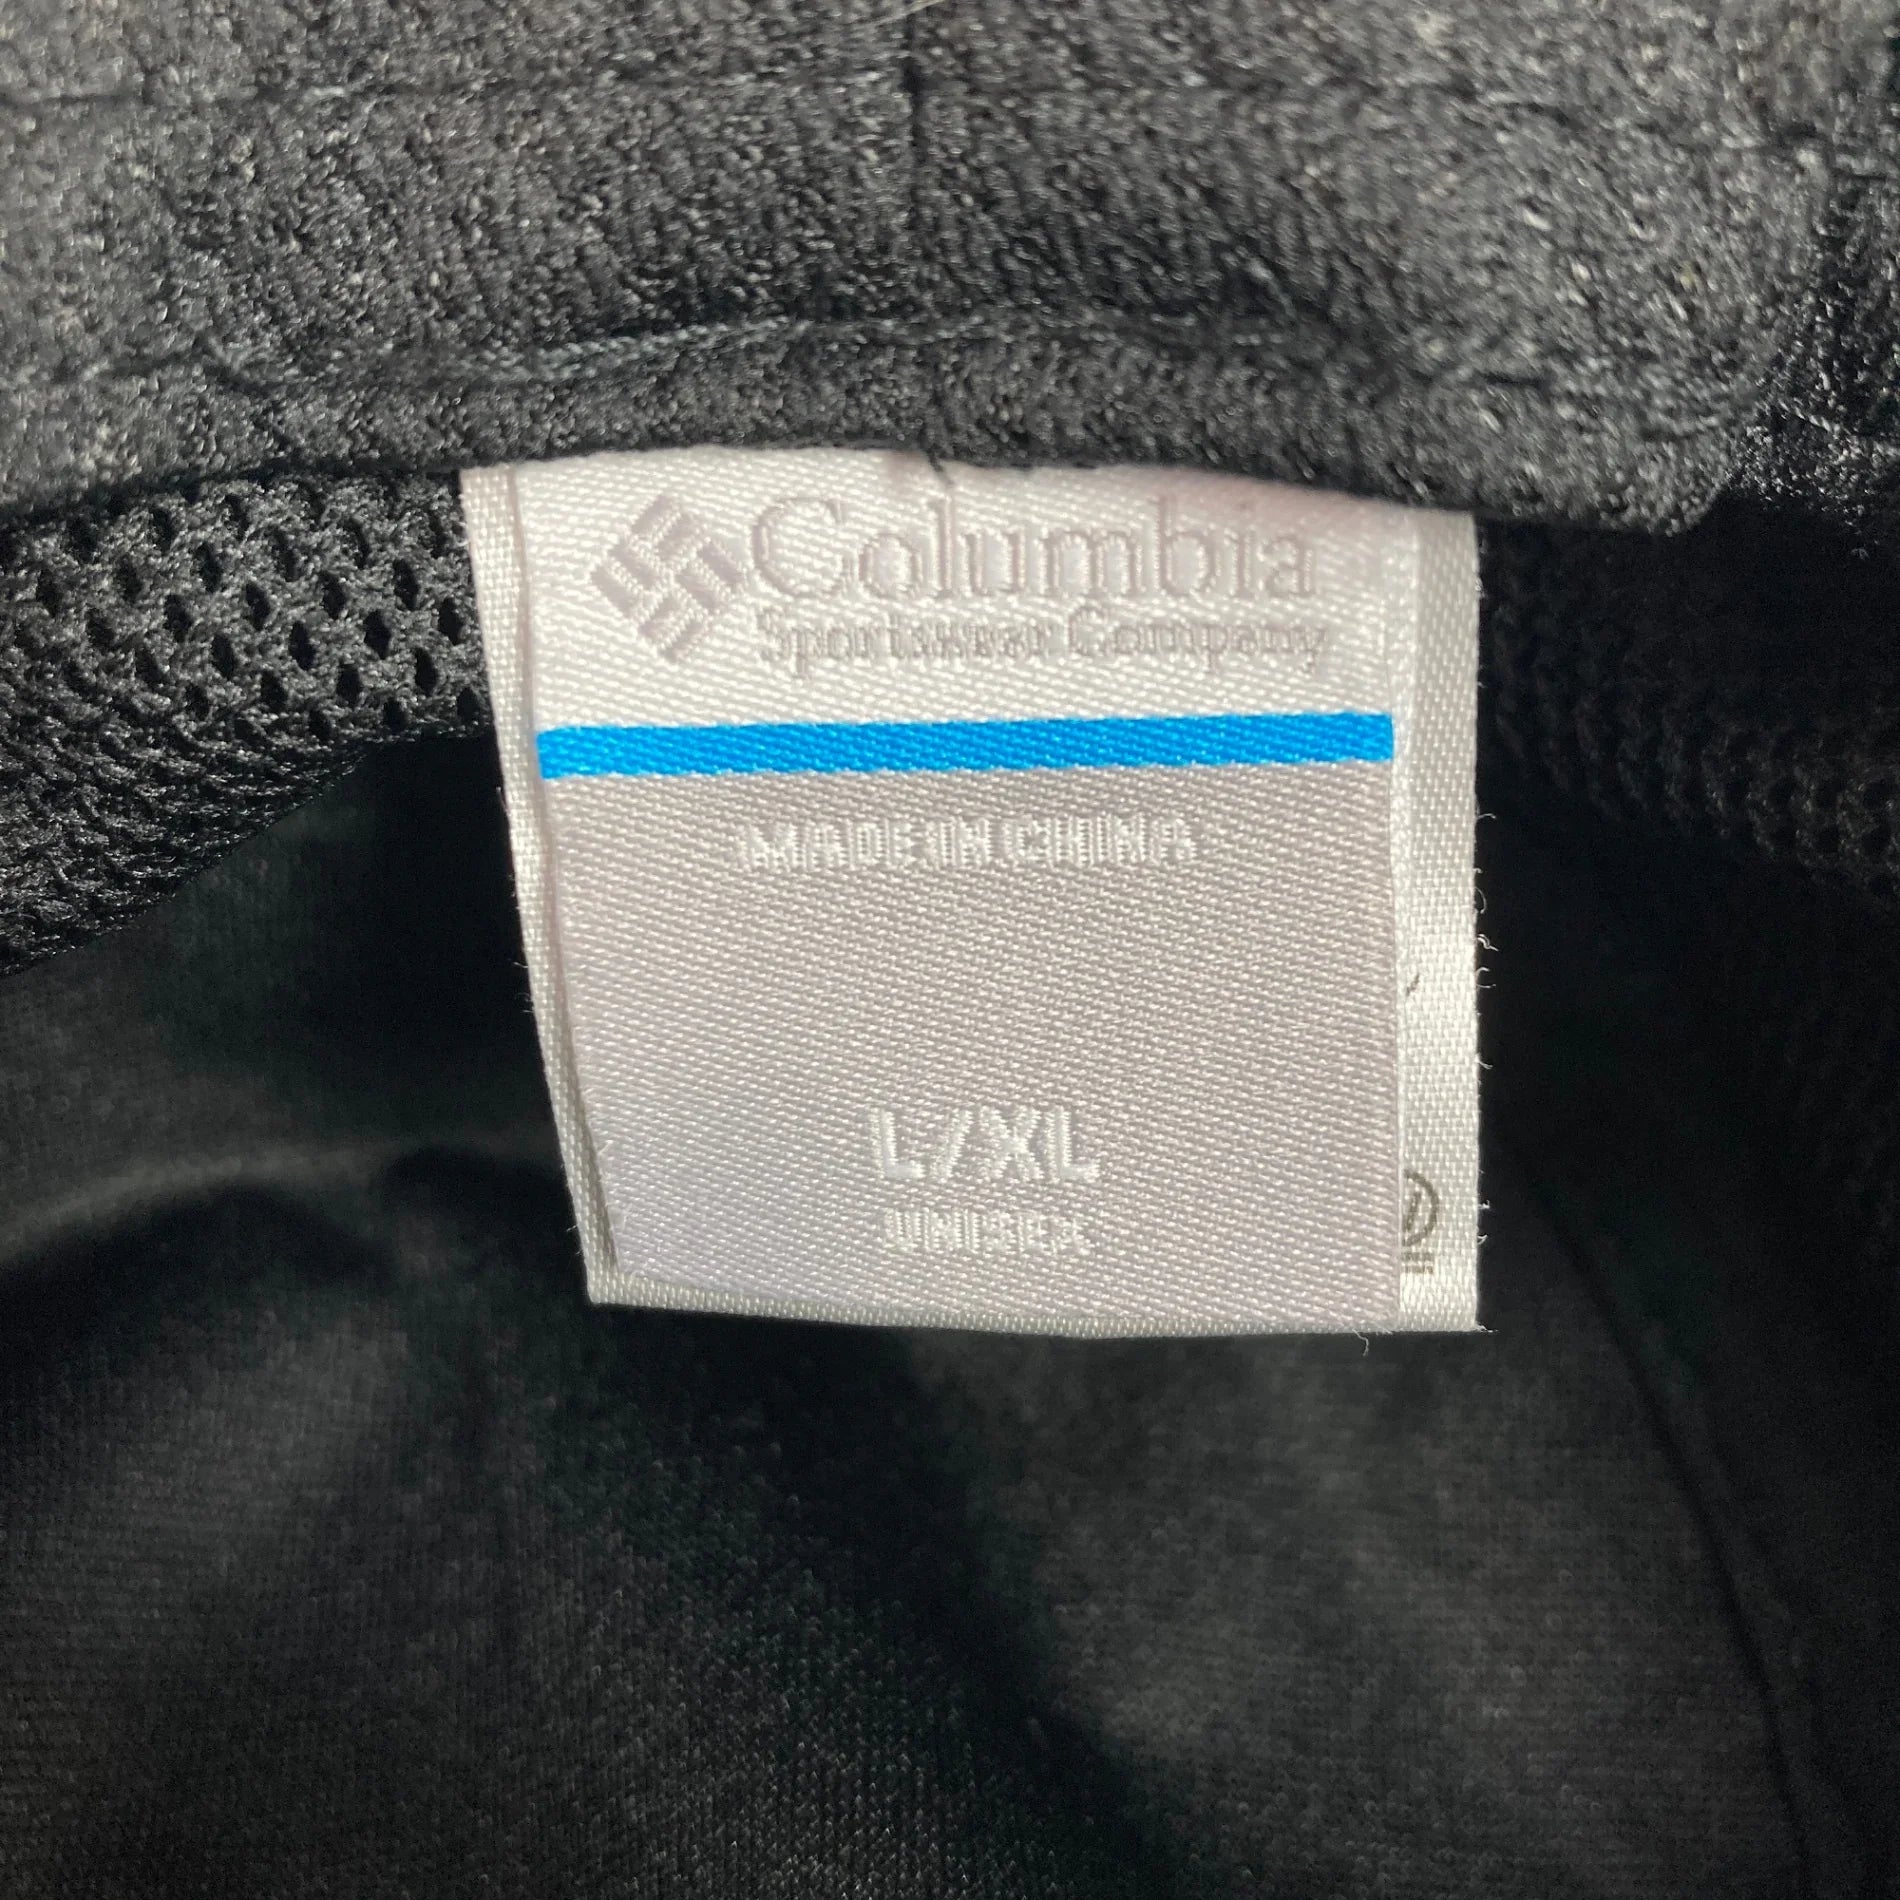 Columbia
Sportswear Company
MADE IN CHINA
L/XL
UNISEX